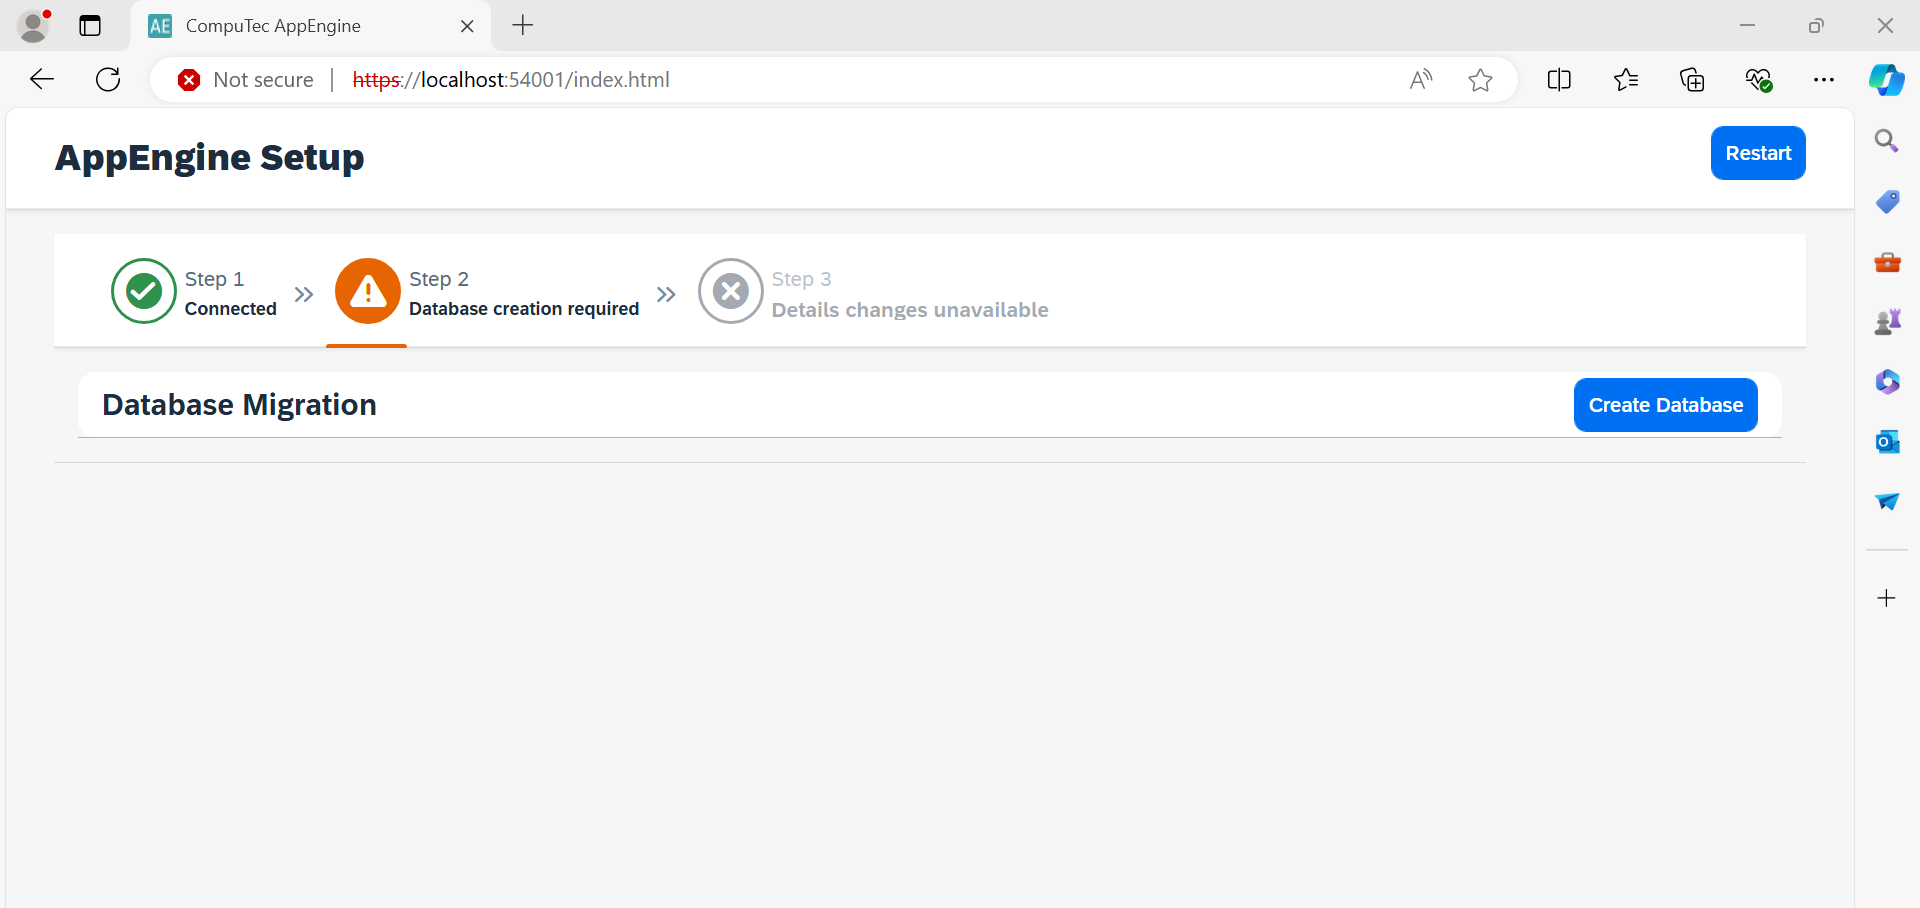 AE CompuTec AppEngine
Not secure https://localhost:54001/index.html
AppEngine Setup
Restart
Step 1
Connected
Step 2
Database creation required
Step 3
Details changes unavailable
Database Migration
Create Database